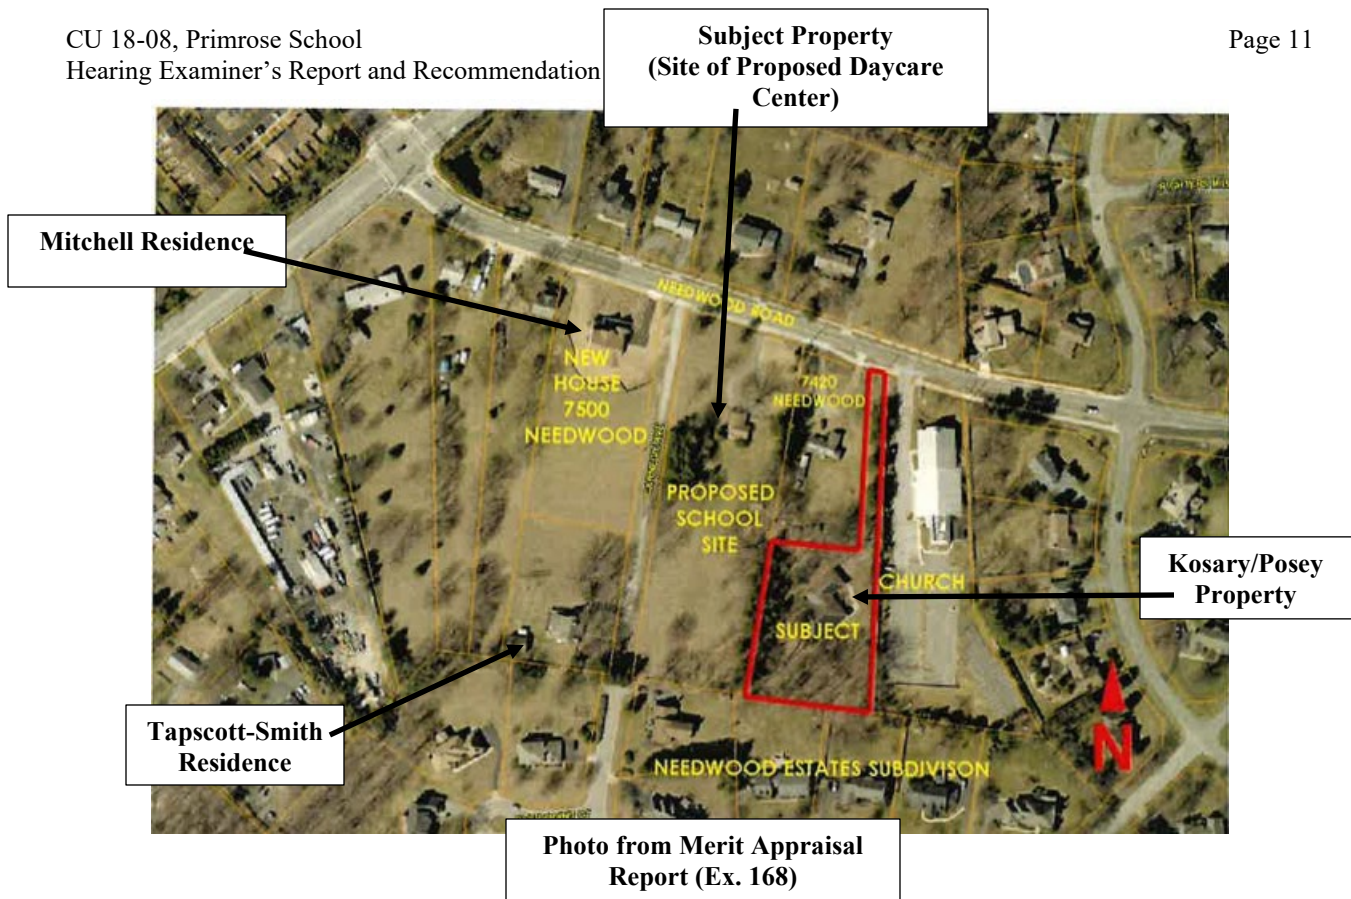 CU 18-08, Primrose School
Hearing Examiner's Report and Recommendation
Page 11
Subject Property
(Site of Proposed Daycare
Center)
Mitchell Residence
NEEDWOOD ROAD
NEW
HOUSE
7500
NEEDWOOD
7420
NEEDWOOD
PROPOSED
SCHOOL
SITE
CHURCH
Kosary/Posey
Property
SUBJECT
Tapscott-Smith
Residence
N
NEEDWOOD ESTATES SUBDIVISON
Photo from Merit Appraisal
Report (Ex. 168)